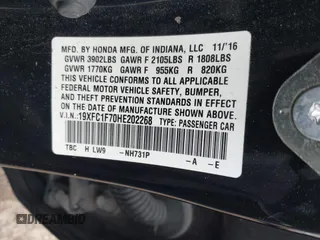 MFD. BY HONDA MFG. OF INDIANA, LLC 11/'16
GVWR 3902LBS GAWR F 2105LBS R 1808LBS
GVWR 1770KG GAWR F 955KG R 820KG
THIS VEHICLE CONFORMS TO ALL APPLICABLE
FEDERAL MOTOR VEHICLE SAFETY, BUMPER,
AND THEFT PREVENTION STANDARDS IN EFFECT
ON THE DATE OF MANUFACTURE SHOWN ABOVE.
V.I.N.:19XFC1F70HE202268 TYPE: PASSENGER CAR
TBC H LW9 -NH731P -A -E
© DREAMBID